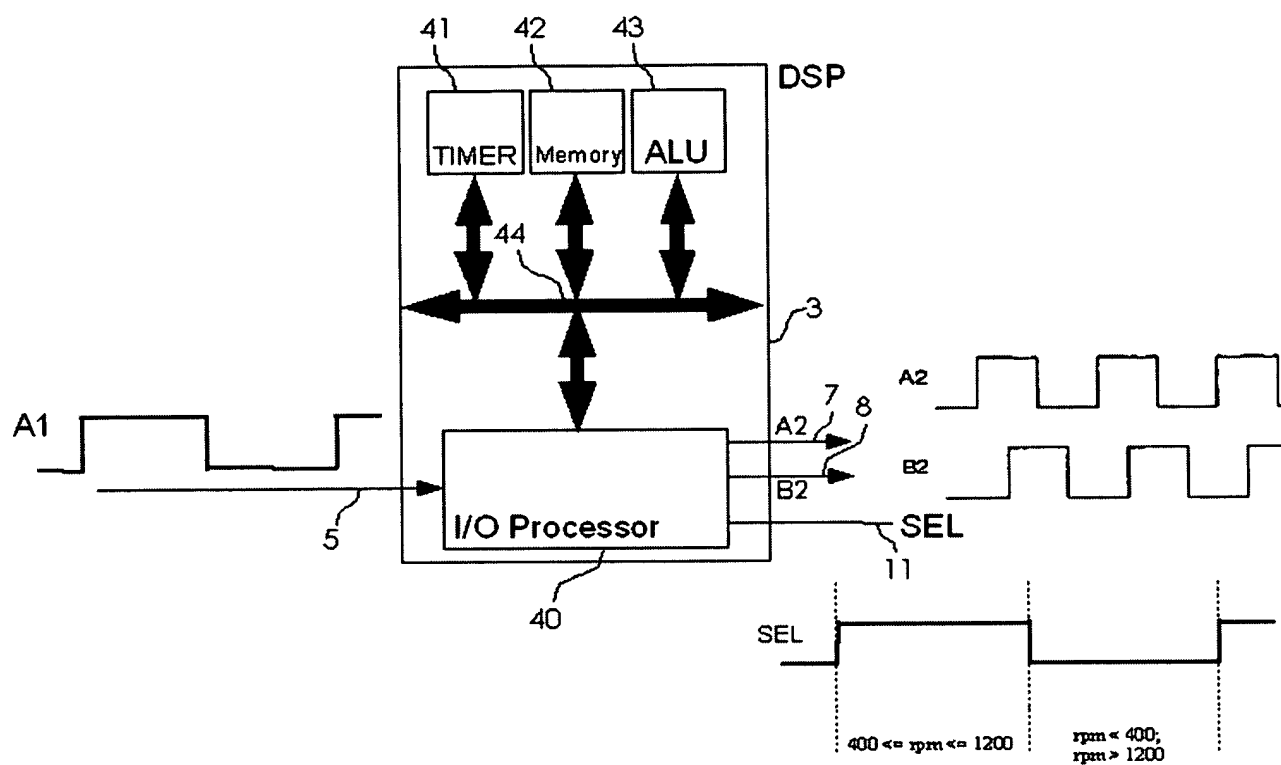 41
42
43
DSP
TIMER
Memory
ALU
44
3
A1
A2
7
8
B2
5
I/O Processor
SEL
11
40
A2
B2
SEL
400 <= rpm <= 1200
rpm < 400;
rpm > 1200